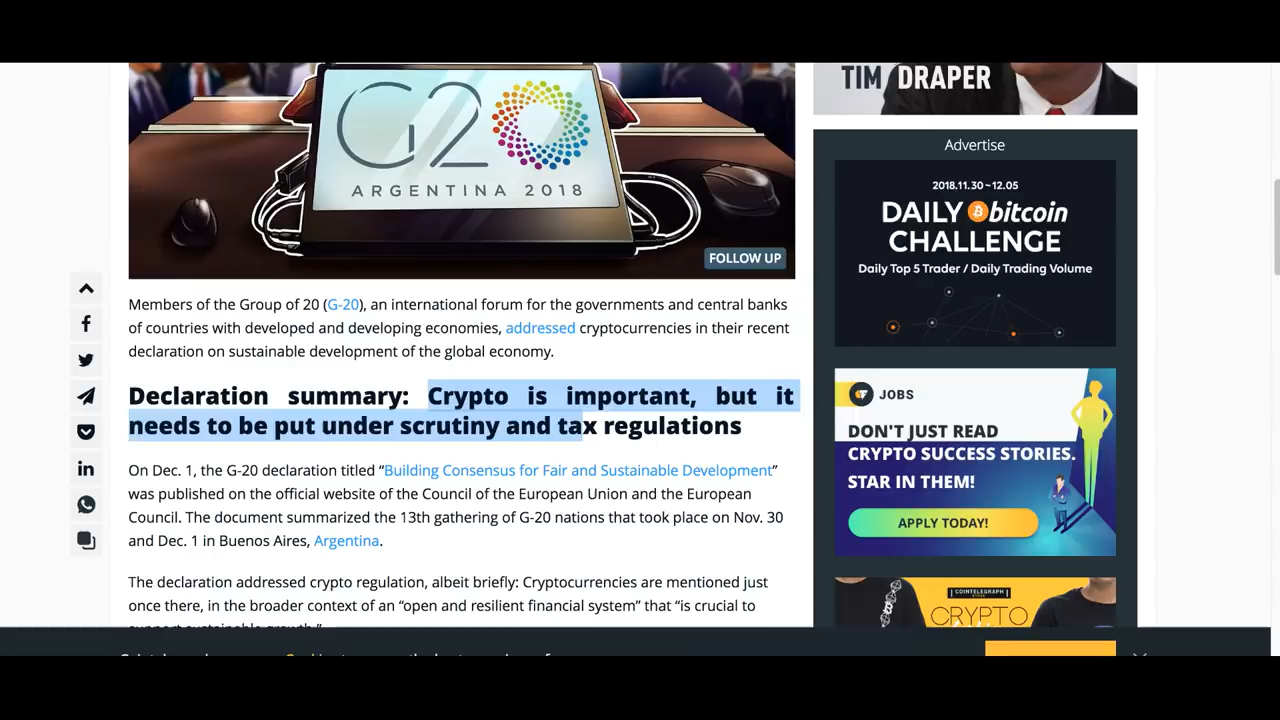 G20
ARGENTINA 2018
FOLLOW UP
Members of the Group of 20 (G-20), an international forum for the governments and central banks
of countries with developed and developing economies, addressed cryptocurrencies in their recent
declaration on sustainable development of the global economy.
Declaration summary: Crypto is important, but it
needs to be put under scrutiny and tax regulations
On Dec. 1, the G-20 declaration titled “Building Consensus for Fair and Sustainable Development”
was published on the official website of the Council of the European Union and the European
Council. The document summarized the 13th gathering of G-20 nations that took place on Nov. 30
and Dec. 1 in Buenos Aires, Argentina.
The declaration addressed crypto regulation, albeit briefly: Cryptocurrencies are mentioned just
once there, in the broader context of an “open and resilient financial system” that “is crucial to
support sustainable growth.”
TIM DRAPER
Advertise
2018.11.30~12.05
DAILY bitcoin
CHALLENGE
Daily Top 5 Trader / Daily Trading Volume
JOBS
DON'T JUST READ
CRYPTO SUCCESS STORIES.
STAR IN THEM!
APPLY TODAY!
COINTELEGRAPH
CRYPTO